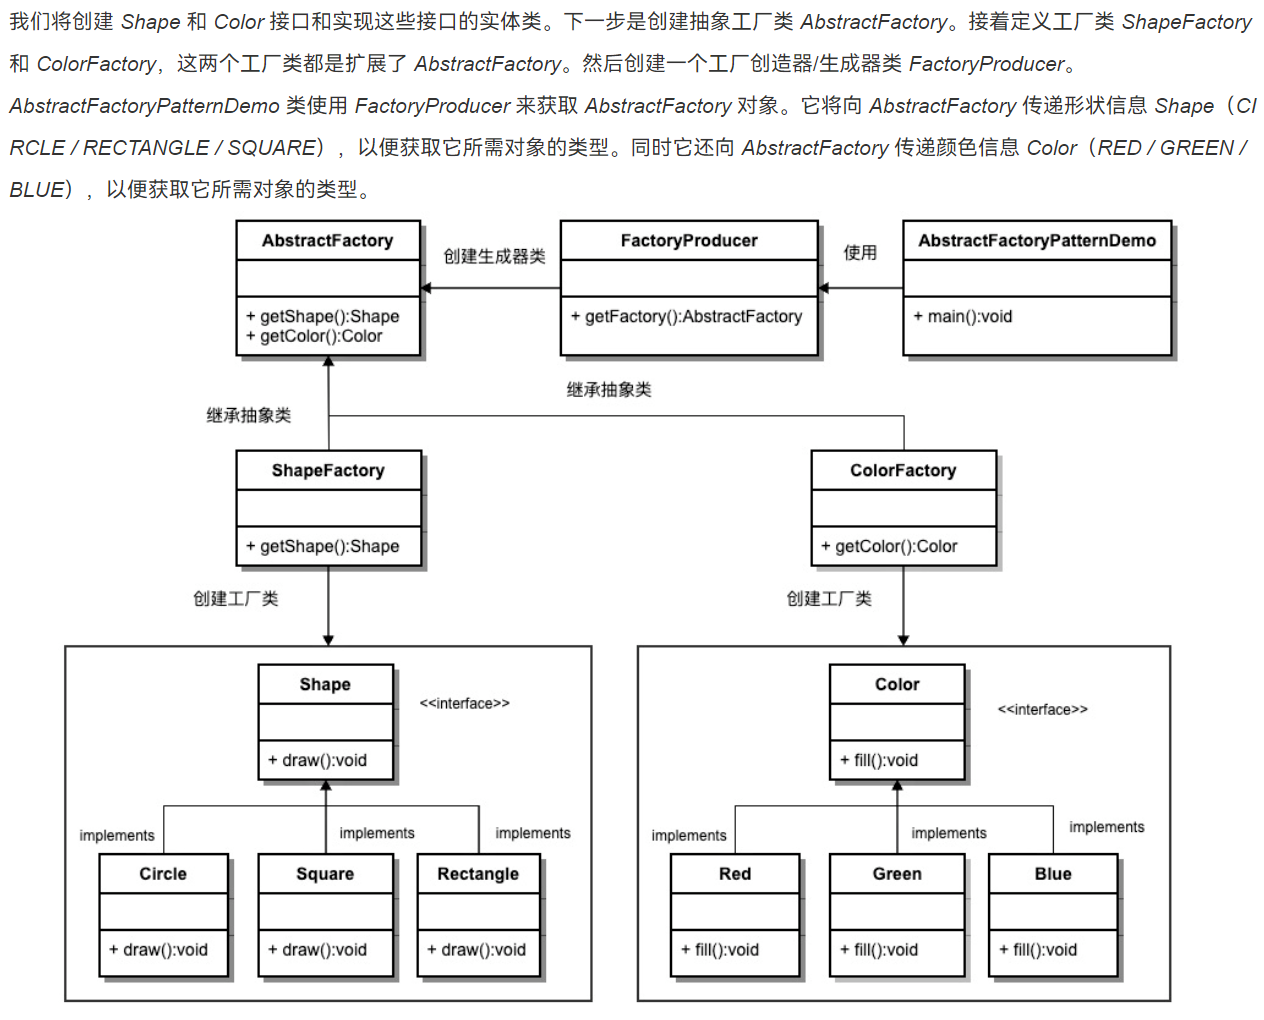 我们将创建 Shape 和 Color 接口和实现这些接口的实体类。下一步是创建抽象工厂类 AbstractFactory。接着定义工厂类 ShapeFactory
和 ColorFactory，这两个工厂类都是扩展了 AbstractFactory。然后创建一个工厂创造器/生成器类 FactoryProducer。
AbstractFactoryPatternDemo 类使用 FactoryProducer 来获取 AbstractFactory 对象。它将向 AbstractFactory 传递形状信息 Shape（CI
RCLE / RECTANGLE / SQUARE），以便获取它所需对象的类型。同时它还向 AbstractFactory 传递颜色信息 Color（RED / GREEN /
BLUE），以便获取它所需对象的类型。
AbstractFactory
+ getShape():Shape
+ getColor():Color
创建生成器类
FactoryProducer
+ getFactory():AbstractFactory
使用
AbstractFactoryPatternDemo
+ main():void
继承抽象类
继承抽象类
ShapeFactory
+ getShape():Shape
ColorFactory
+ getColor():Color
创建工厂类
创建工厂类
Shape
<<interface>>
+ draw():void
implements
implements
implements
Circle
+ draw():void
Square
+ draw():void
Rectangle
+ draw():void
Color
<<interface>>
+ fill():void
implements
implements
implements
Red
+ fill():void
Green
+ fill():void
Blue
+ fill():void